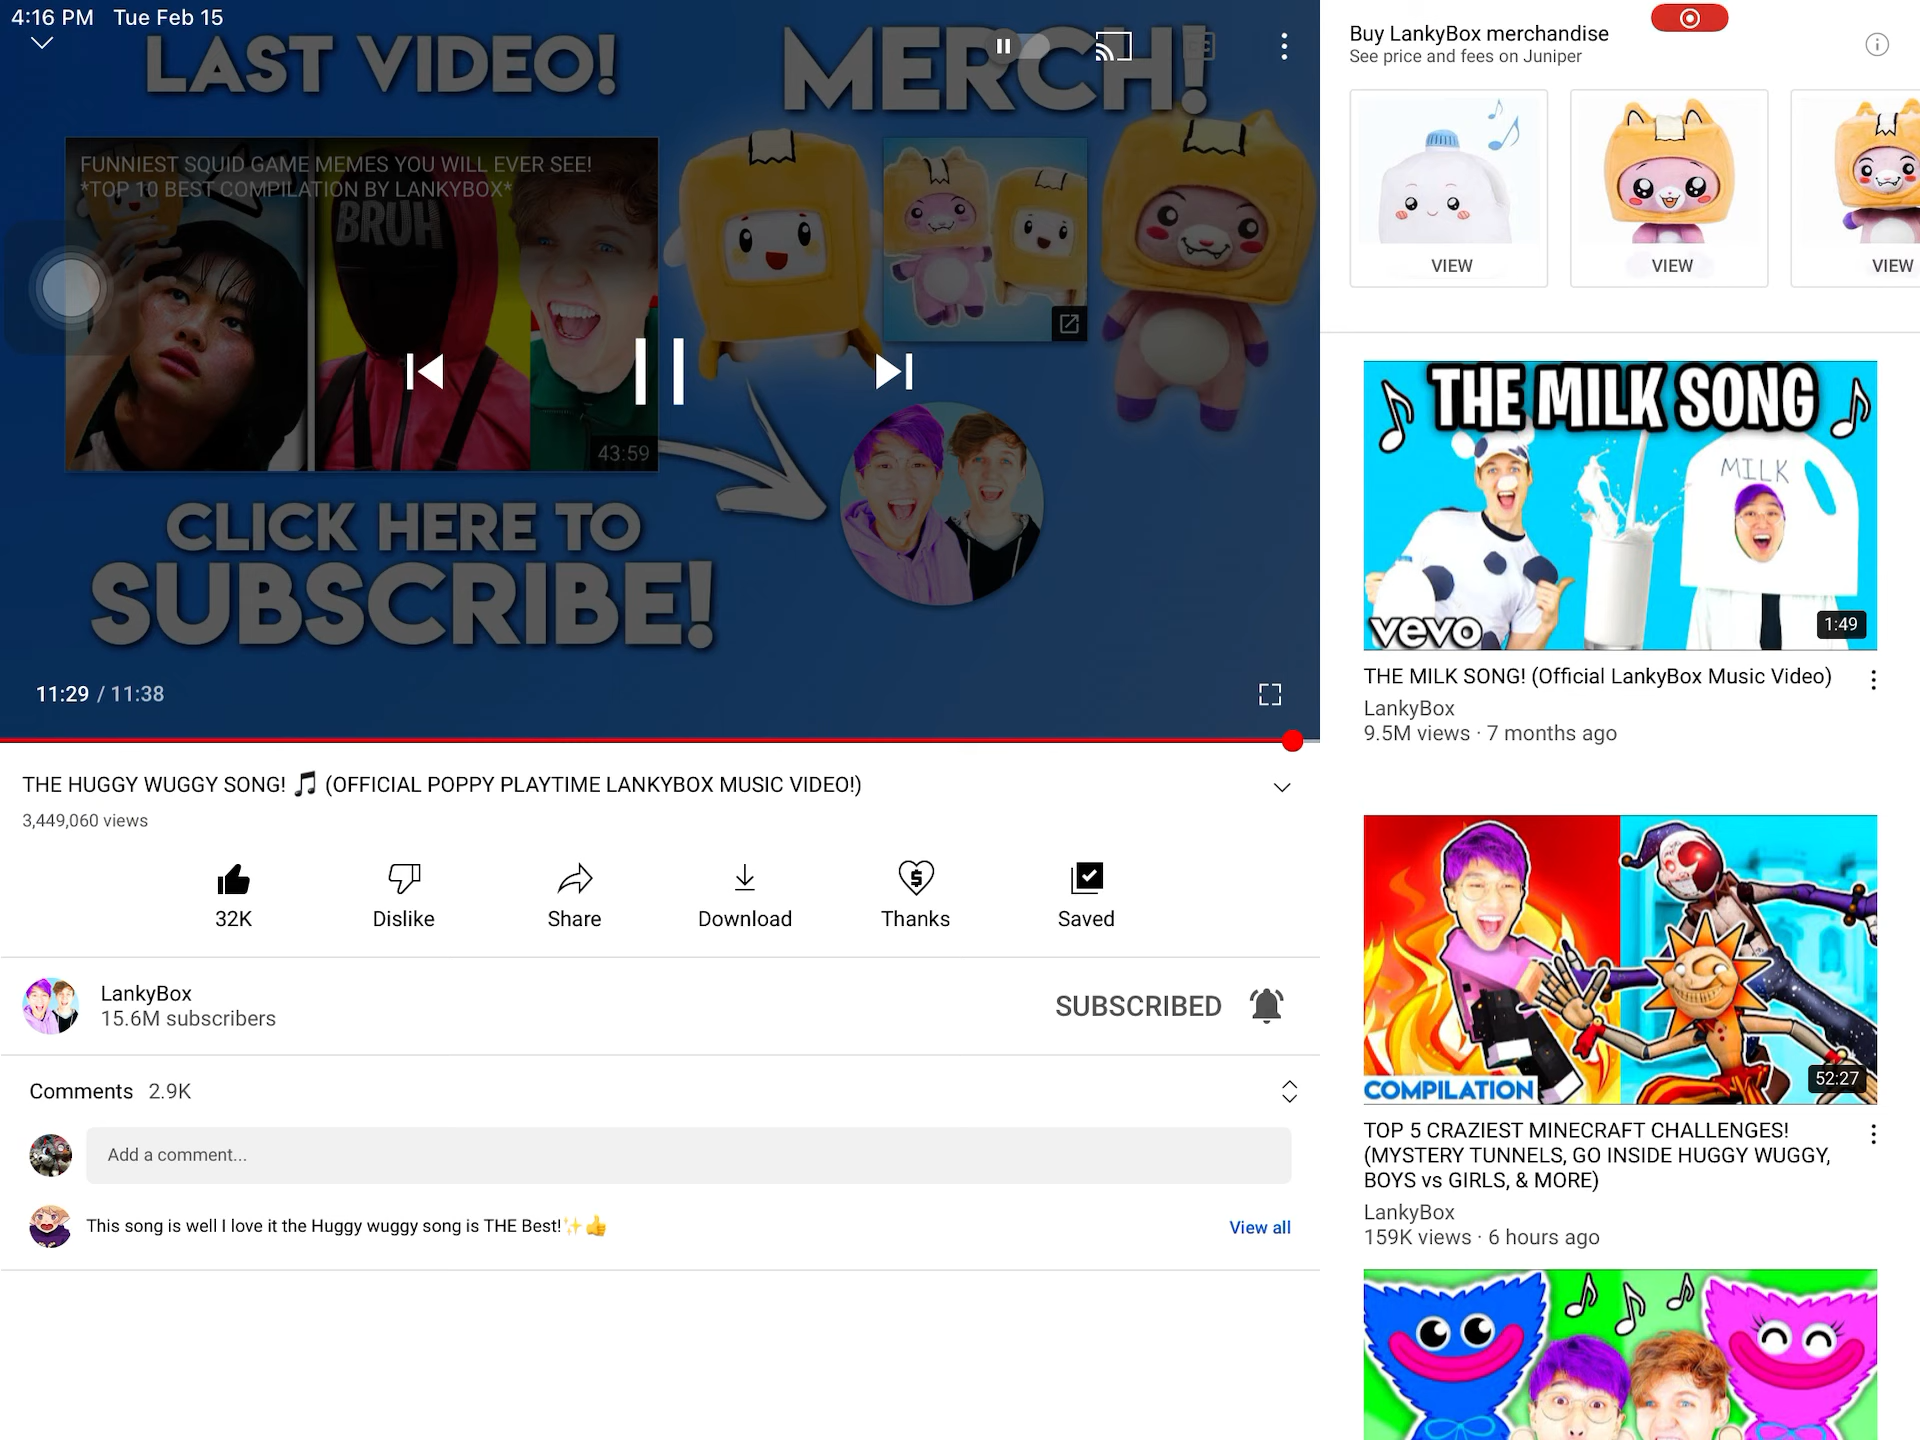 4:16 PM Tue Feb 15
LAST VIDEO!
MERCH!
FUNNIEST SQUID GAME MEMES YOU WILL EVER SEE!
*TOP 10 BEST COMPILATION BY LANKYBOX*
BRUH
43:59
CLICK HERE TO
SUBSCRIBE!
11:29 / 11:38
THE HUGGY WUGGY SONG! 🎵 (OFFICIAL POPPY PLAYTIME LANKYBOX MUSIC VIDEO!)
3,449,060 views
32K
Dislike
Share
Download
Thanks
Saved
LankyBox
15.6M subscribers
SUBSCRIBED
Comments 2.9K
Add a comment...
This song is well I love it the Huggy wuggy song is THE Best!✨👍
View all
Buy LankyBox merchandise
See price and fees on Juniper
VIEW
VIEW
VIEW
THE MILK SONG
MILK
vevo
1:49
THE MILK SONG! (Official LankyBox Music Video)
LankyBox
9.5M views · 7 months ago
COMPILATION
52:27
TOP 5 CRAZIEST MINECRAFT CHALLENGES!
(MYSTERY TUNNELS, GO INSIDE HUGGY WUGGY,
BOYS vs GIRLS, & MORE)
LankyBox
159K views · 6 hours ago